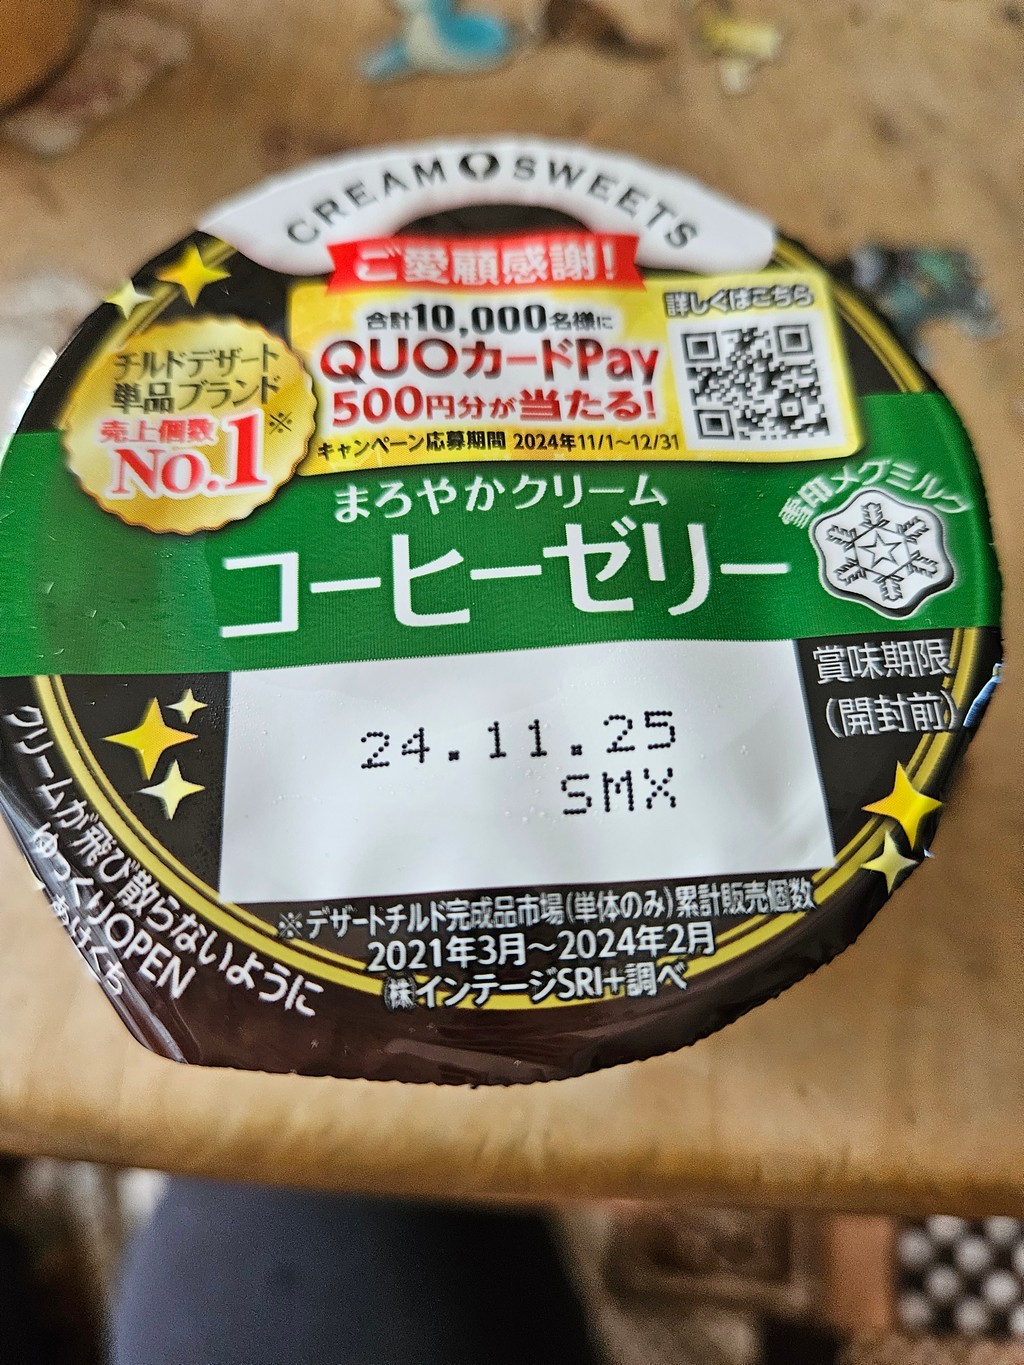 CREAM SWEETS
ご愛顧感謝!
合計10,000名様に
QUOカードPay
500円分が当たる!
キャンペーン応募期間 2024年11/1~12/31
詳しくはこちら
チルドデザート
単品ブランド
売上個数
No.1※
まろやかクリーム
コーヒーゼリー
雪印メグミルク
賞味期限
(開封前)
24.11.25
SMX
※デザートチルド完成品市場(単体のみ)累計販売個数
2021年3月~2024年2月
㈱インテージSRI+調べ
クリームが飛び散らないように
ゆっくりOPEN